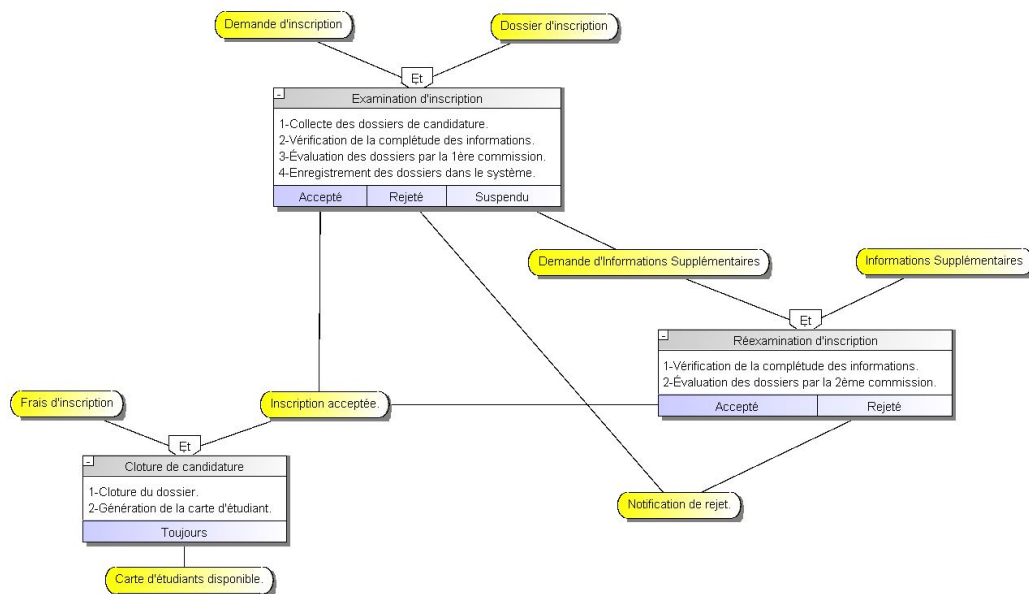 Demande d'inscription
Dossier d'inscription
Et
Examination d'inscription
1-Collecte des dossiers de candidature.
2-Vérification de la complétude des informations.
3-Évaluation des dossiers par la 1ère commission.
4-Enregistrement des dossiers dans le système.
Accepté
Rejeté
Suspendu
Demande d'Informations Supplémentaires
Informations Supplémentaires
Et
Réexamination d'inscription
1-Vérification de la complétude des informations.
2-Évaluation des dossiers par la 2ème commission.
Accepté
Rejeté
Frais d'inscription
Inscription acceptée.
Et
Cloture de candidature
1-Cloture du dossier.
2-Génération de la carte d'étudiant.
Toujours
Notification de rejet.
Carte d'étudiants disponible.